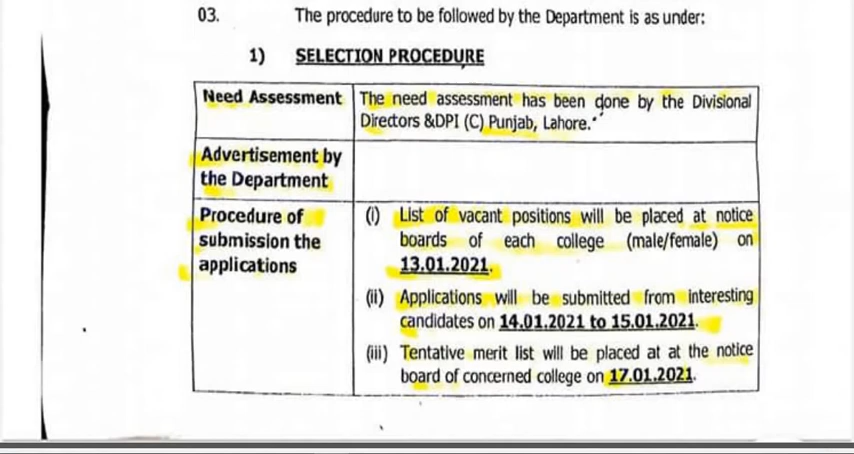 03. The procedure to be followed by the Department is as under:
1) SELECTION PROCEDURE
Need Assessment
The need assessment has been done by the Divisional
Directors &DPI (C) Punjab, Lahore.
Advertisement by
the Department
Procedure of
submission the
applications
(i) List of vacant positions will be placed at notice
boards of each college (male/female) on
13.01.2021.
(ii) Applications will be submitted from interesting
candidates on 14.01.2021 to 15.01.2021.
(iii) Tentative merit list will be placed at at the notice
board of concerned college on 17.01.2021.